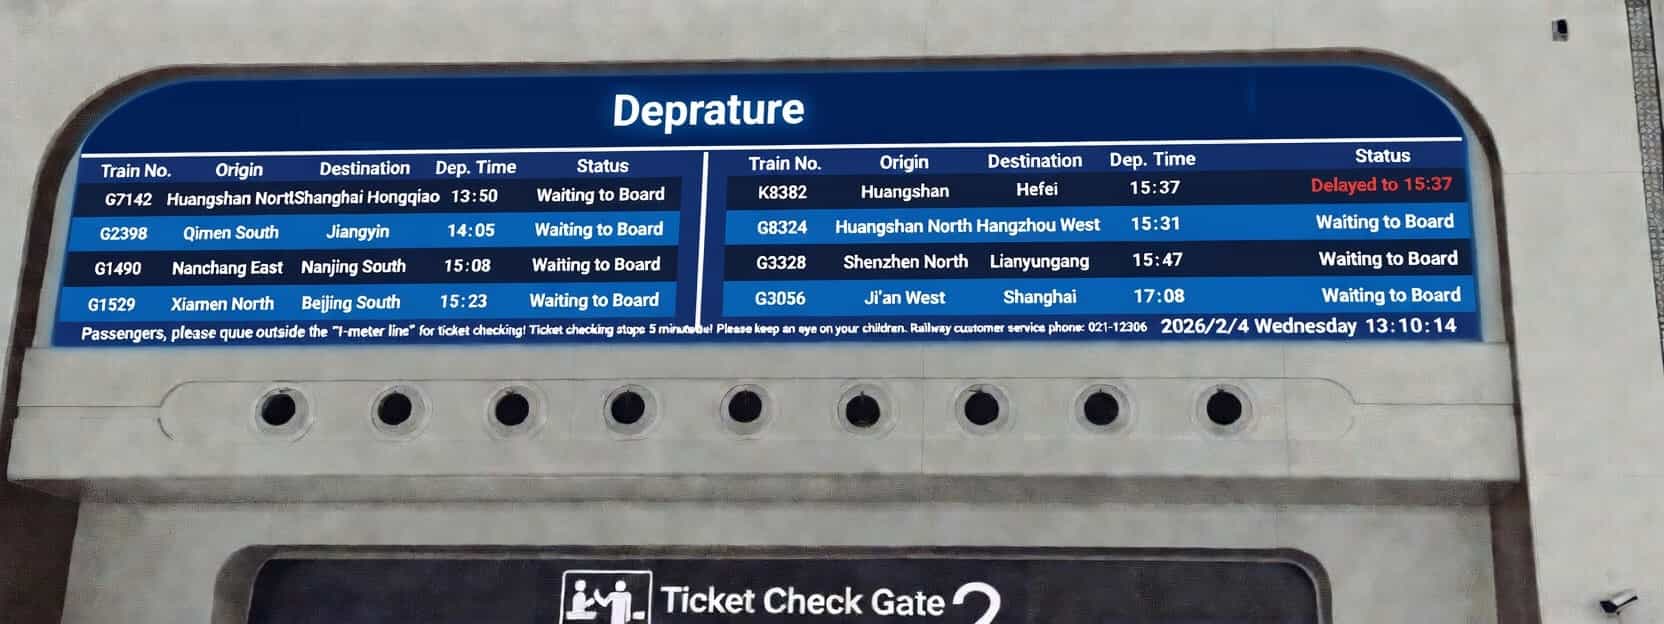 Deprature
Train No. Origin Destination Dep. Time Status
G7142 Huangshan North Shanghai Hongqiao 13:50 Waiting to Board
G2398 Qimen South Jiangyin 14:05 Waiting to Board
G1490 Nanchang East Nanjing South 15:08 Waiting to Board
G1529 Xiamen North Beijing South 15:23 Waiting to Board
Train No. Origin Destination Dep. Time Status
K8382 Huangshan Hefei 15:37 Delayed to 15:37
G8324 Huangshan North Hangzhou West 15:31 Waiting to Board
G3328 Shenzhen North Lianyungang 15:47 Waiting to Board
G3056 Ji'an West Shanghai 17:08 Waiting to Board
Passengers, please quue outside the "1-meter line" for ticket checking! Ticket checking stops 5 Please keep an eye on your children. Railway customer service phone: 021-12306 2026/2/4 Wednesday 13:10:14
Ticket Check Gate 2